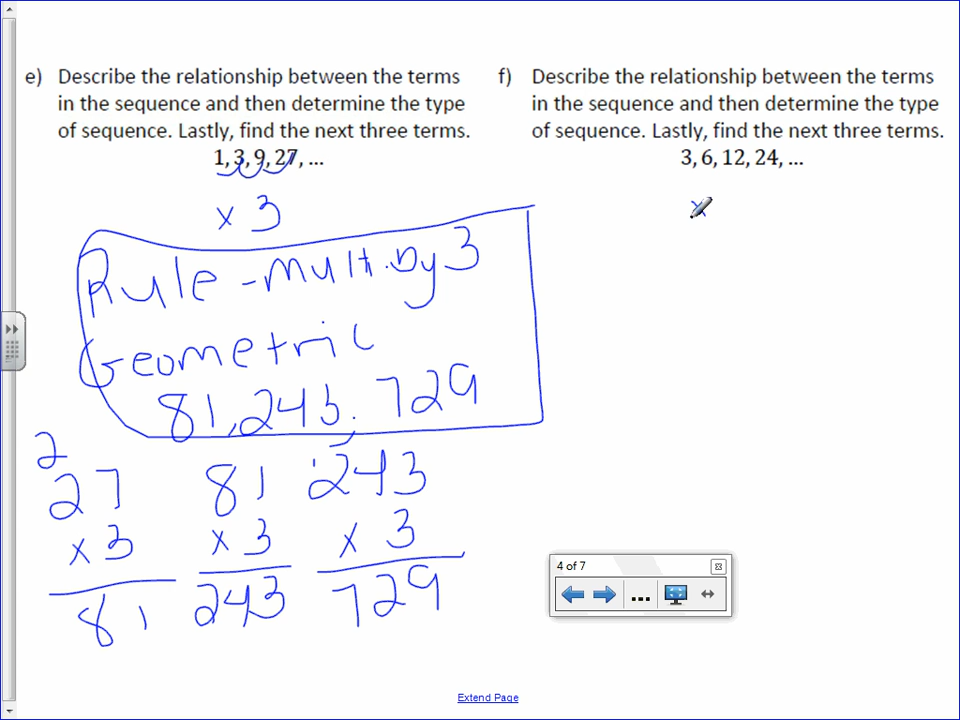 e) Describe the relationship between the terms
in the sequence and then determine the type
of sequence. Lastly, find the next three terms.
1, 3, 9, 27, ...
x 3
Rule - mult. by 3
Geometric
81, 243, 729
2
27 81 243
x 3 x 3 x 3
81 243 729
f) Describe the relationship between the terms
in the sequence and then determine the type
of sequence. Lastly, find the next three terms.
3, 6, 12, 24, ...
x
4 of 7
...
Extend Page